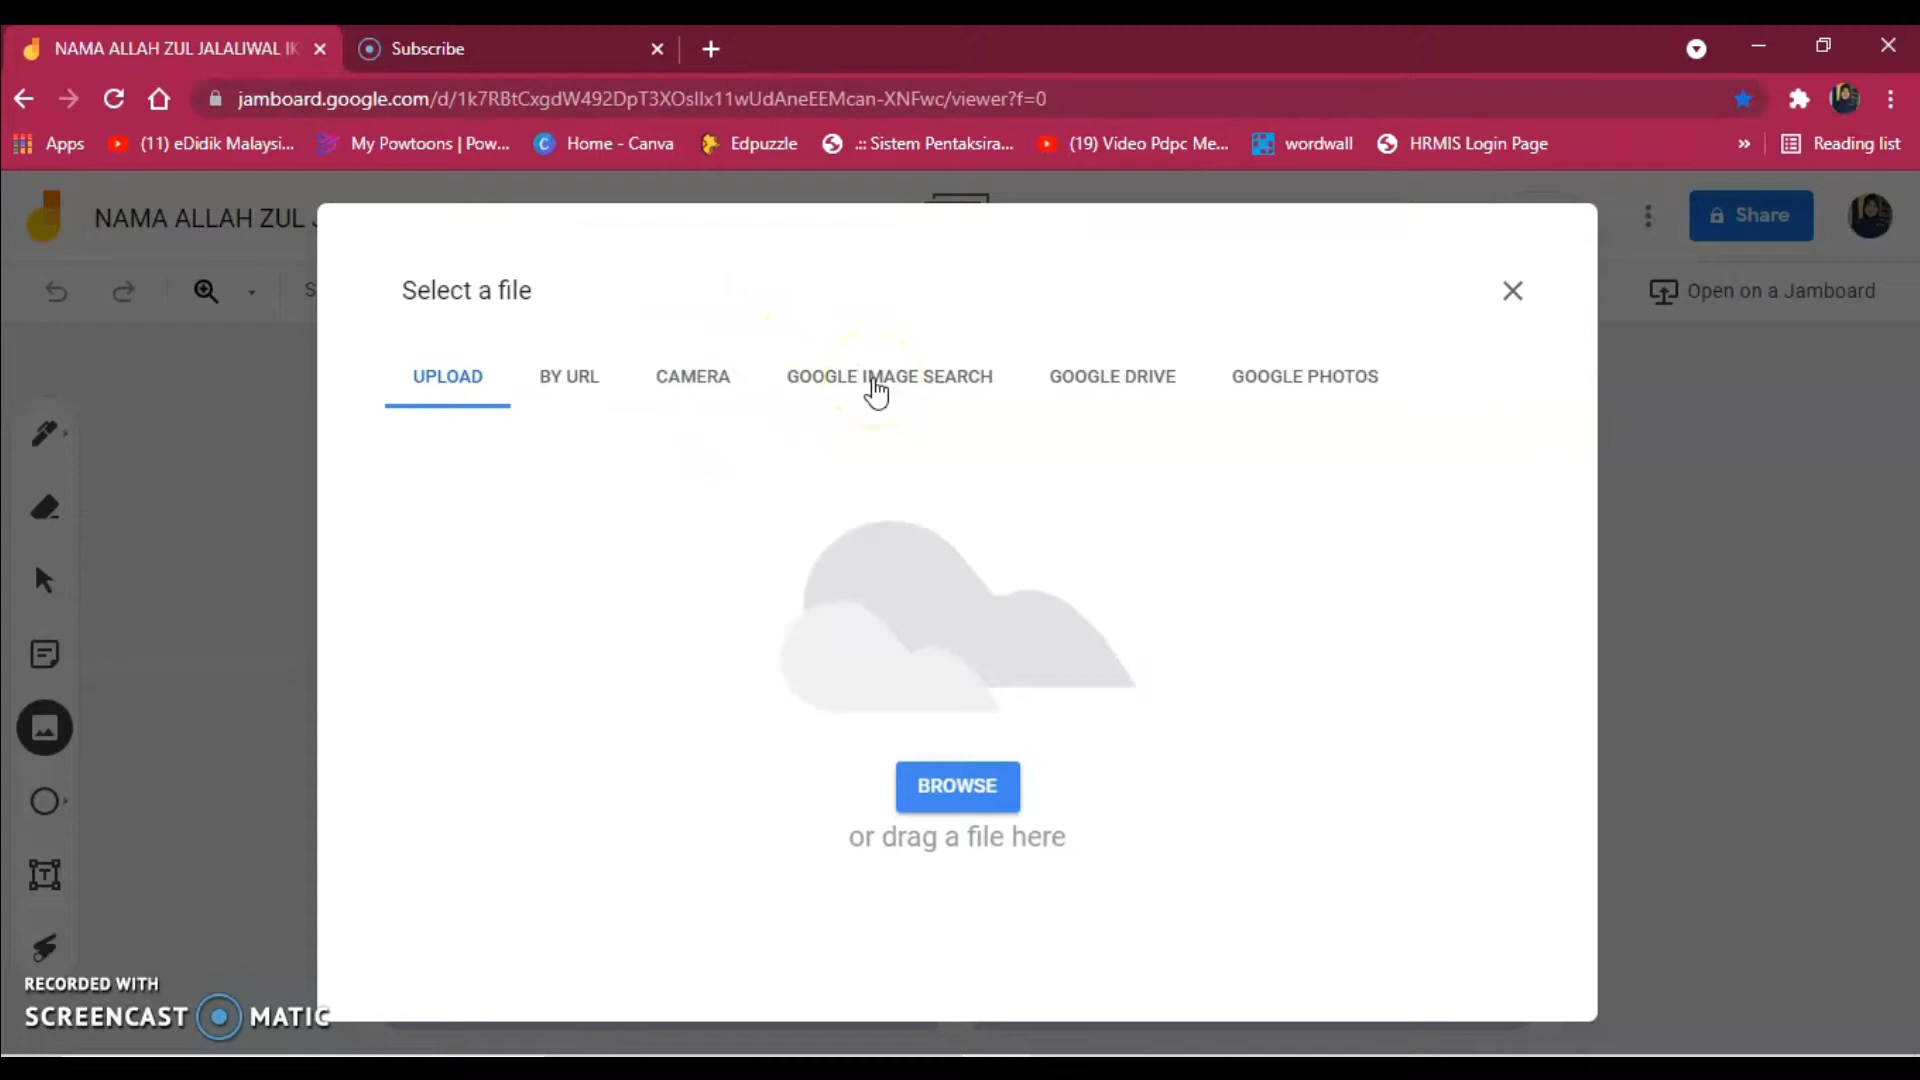 NAMA ALLAH ZUL JALALIWAL IK
Subscribe
jamboard.google.com/d/1k7RBtCxgdW492DpT3XOsIlx11wUdAneEEMcan-XNFwc/viewer?f=0
Apps
(11) eDidik Malaysi...
My Powtoons | Pow...
Home - Canva
Edpuzzle
.:: Sistem Pentaksira...
(19) Video Pdpc Me...
wordwall
HRMIS Login Page
»
Reading list
NAMA ALLAH ZUL J
Share
Open on a Jamboard
Select a file
UPLOAD
BY URL
CAMERA
GOOGLE IMAGE SEARCH
GOOGLE DRIVE
GOOGLE PHOTOS
BROWSE
or drag a file here
RECORDED WITH
SCREENCAST MATIC